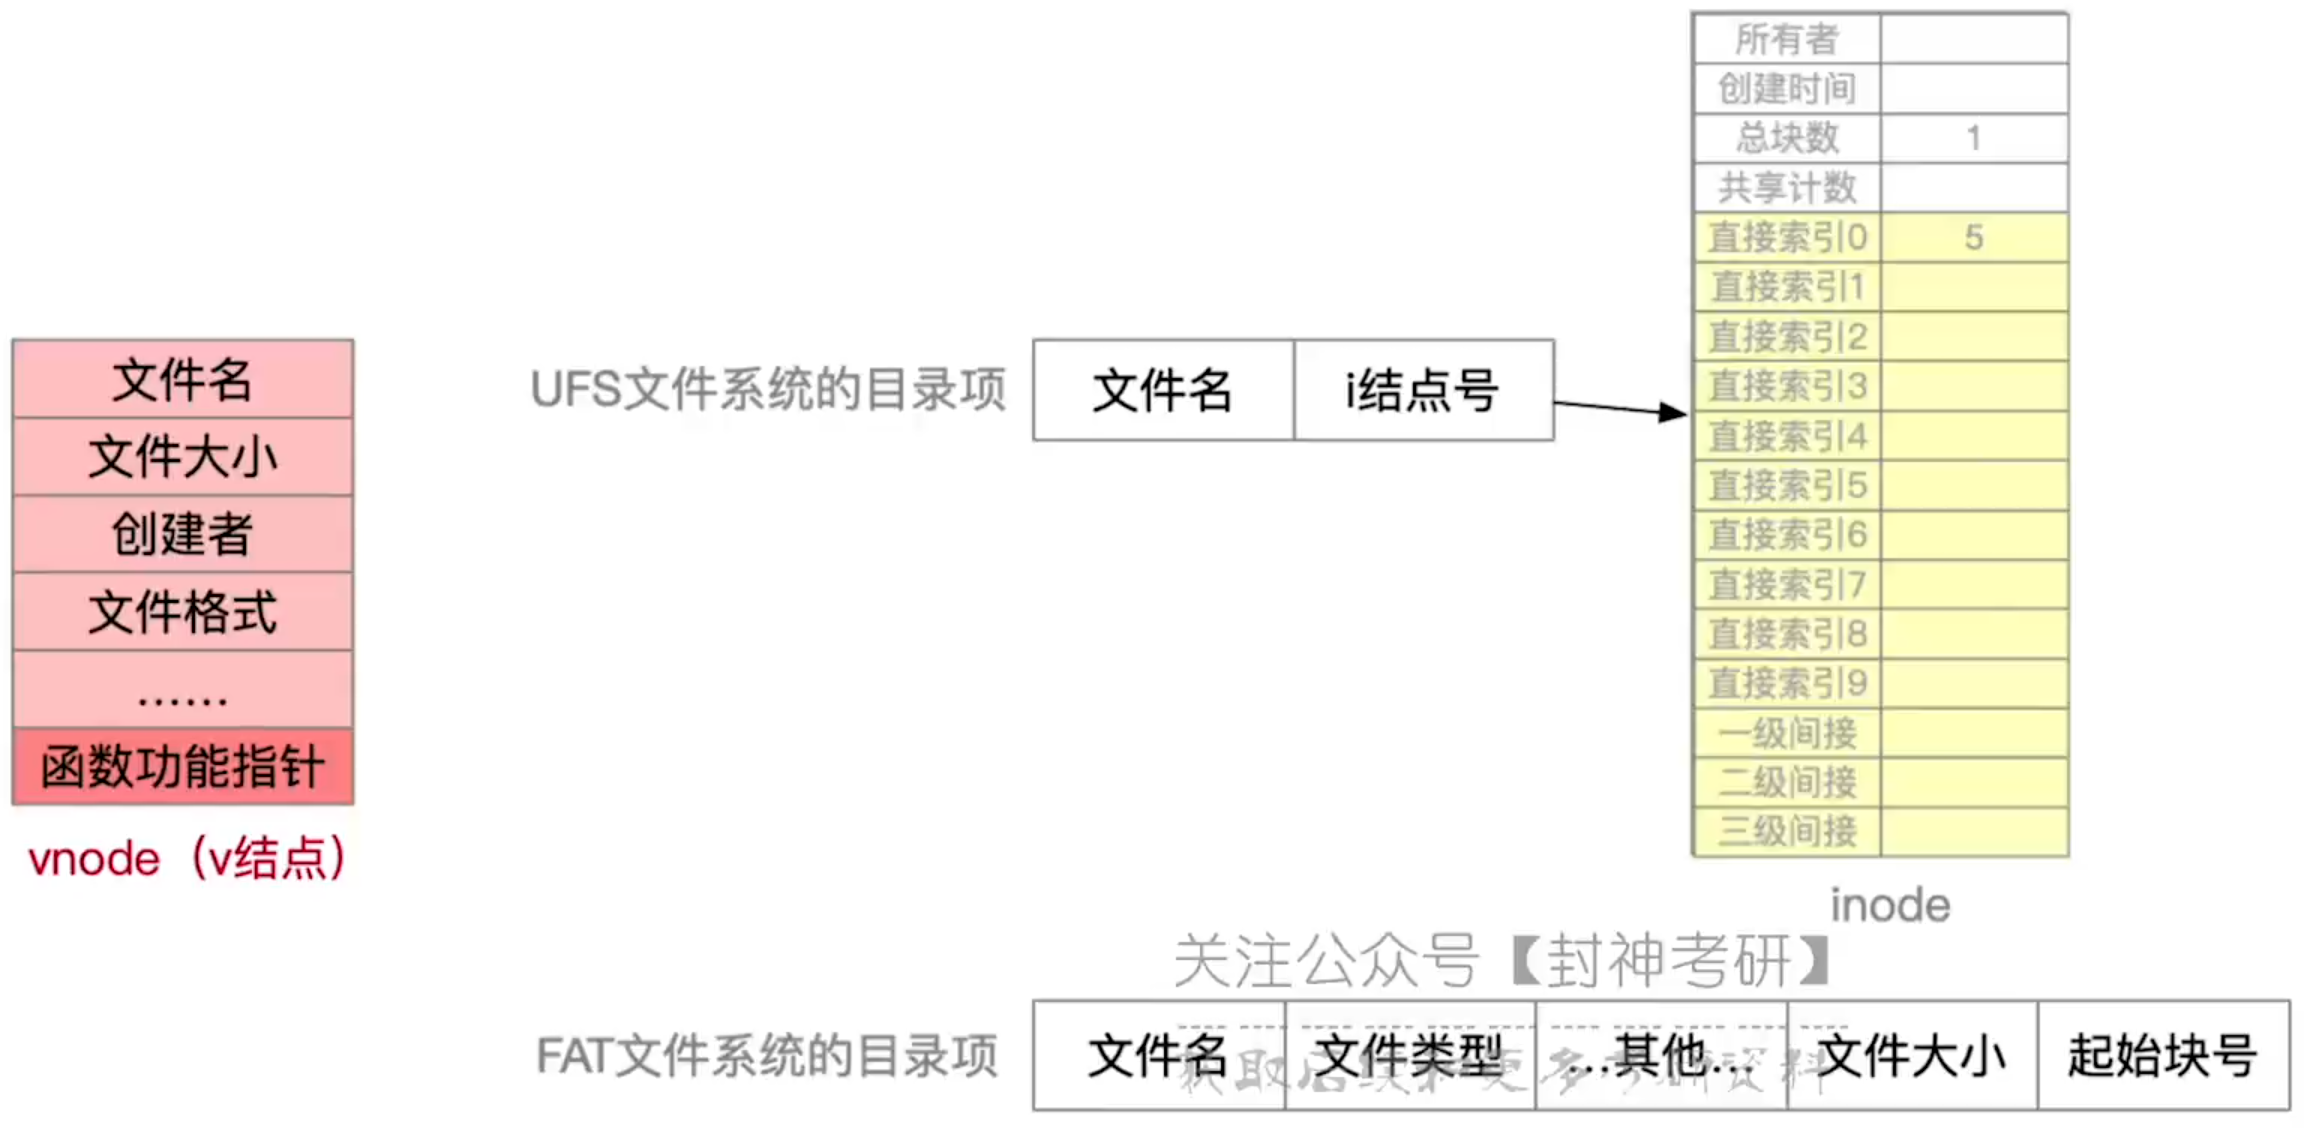 文件名
文件大小
创建者
文件格式
……
函数功能指针
vnode（v结点）
UFS文件系统的目录项
文件名 i结点号
所有者
创建时间
总块数 1
共享计数
直接索引0 5
直接索引1
直接索引2
直接索引3
直接索引4
直接索引5
直接索引6
直接索引7
直接索引8
直接索引9
一级间接
二级间接
三级间接
inode
关注公众号【封神考研】
FAT文件系统的目录项
文件名 文件类型 …其他… 文件大小 起始块号